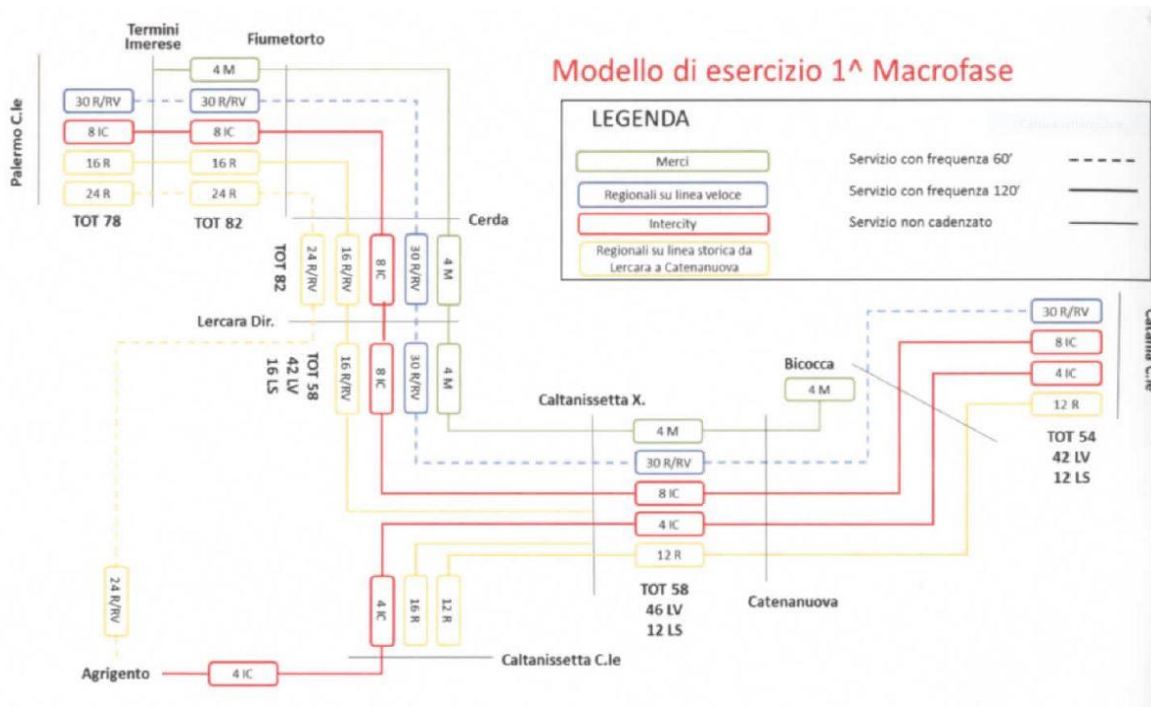 Termini
Imerese
Fiumetorto
Palermo C.le
4 M
30 R/RV
30 R/RV
8 IC
8 IC
16 R
16 R
24 R
24 R
TOT 78
TOT 82
Modello di esercizio 1^ Macrofase
LEGENDA
Merci
Regionali su linea veloce
Intercity
Regionali su linea storica da
Lercara a Catenanuova
Servizio con frequenza 60'
Servizio con frequenza 120'
Servizio non cadenzato
Cerda
TOT 82
24 R/RV
16 R/RV
8 IC
30 R/RV
4 M
Lercara Dir.
TOT 58
42 LV
16 LS
16 R/RV
8 IC
30 R/RV
4 M
Caltanissetta X.
4 M
30 R/RV
8 IC
4 IC
12 R
TOT 58
46 LV
12 LS
Bicocca
4 M
Catenanuova
30 R/RV
8 IC
4 IC
12 R
Catania C.le
TOT 54
42 LV
12 LS
24 R/RV
Agrigento
4 IC
4 IC
16 R
12 R
Caltanissetta C.le